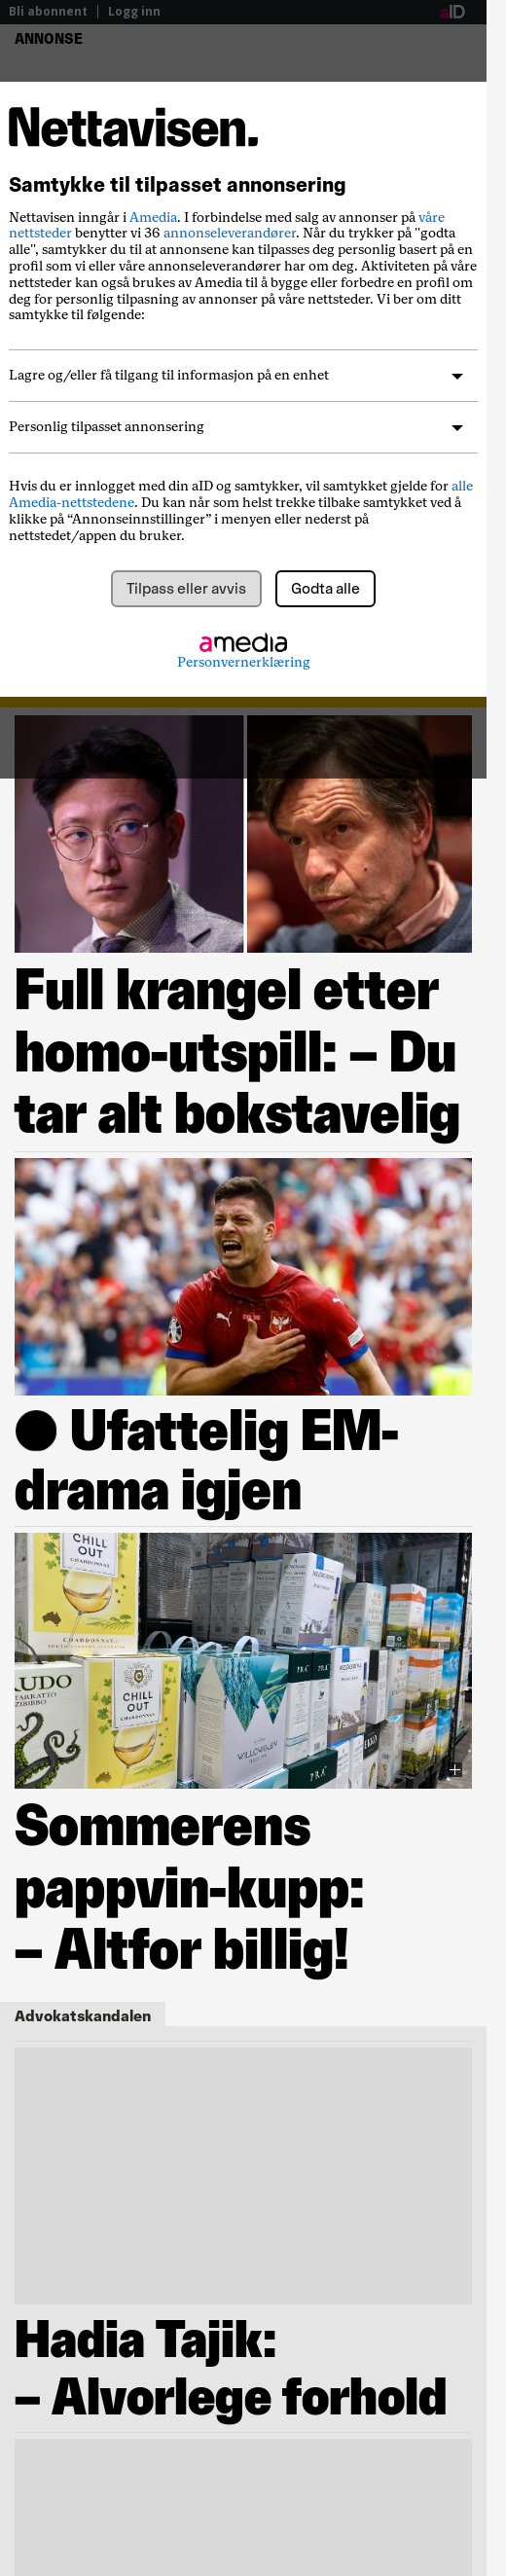 Bli abonnent | Logg inn aID
ANNONSE
Nettavisen.
Samtykke til tilpasset annonsering
Nettavisen inngår i Amedia. I forbindelse med salg av annonser på våre
nettsteder benytter vi 36 annonseleverandører. Når du trykker på "godta
alle", samtykker du til at annonsene kan tilpasses deg personlig basert på en
profil som vi eller våre annonseleverandører har om deg. Aktiviteten på våre
nettsteder kan også brukes av Amedia til å bygge eller forbedre en profil om
deg for personlig tilpasning av annonser på våre nettsteder. Vi ber om ditt
samtykke til følgende:
Lagre og/eller få tilgang til informasjon på en enhet
Personlig tilpasset annonsering
Hvis du er innlogget med din aID og samtykker, vil samtykket gjelde for alle
Amedia-nettstedene. Du kan når som helst trekke tilbake samtykket ved å
klikke på “Annonseinnstillinger” i menyen eller nederst på
nettstedet/appen du bruker.
Tilpass eller avvis Godta alle
amedia
Personvernerklæring
Full krangel etter
homo-utspill: – Du
tar alt bokstavelig
● Ufattelig EM-
drama igjen
CHILL
OUT
CHARDONNAY
CHILL
OUT
CHARDONNAY
WILLOWGLEN
PRÅ
Sommerens
pappvin-kupp:
– Altfor billig!
Advokatskandalen
Hadia Tajik:
– Alvorlege forhold